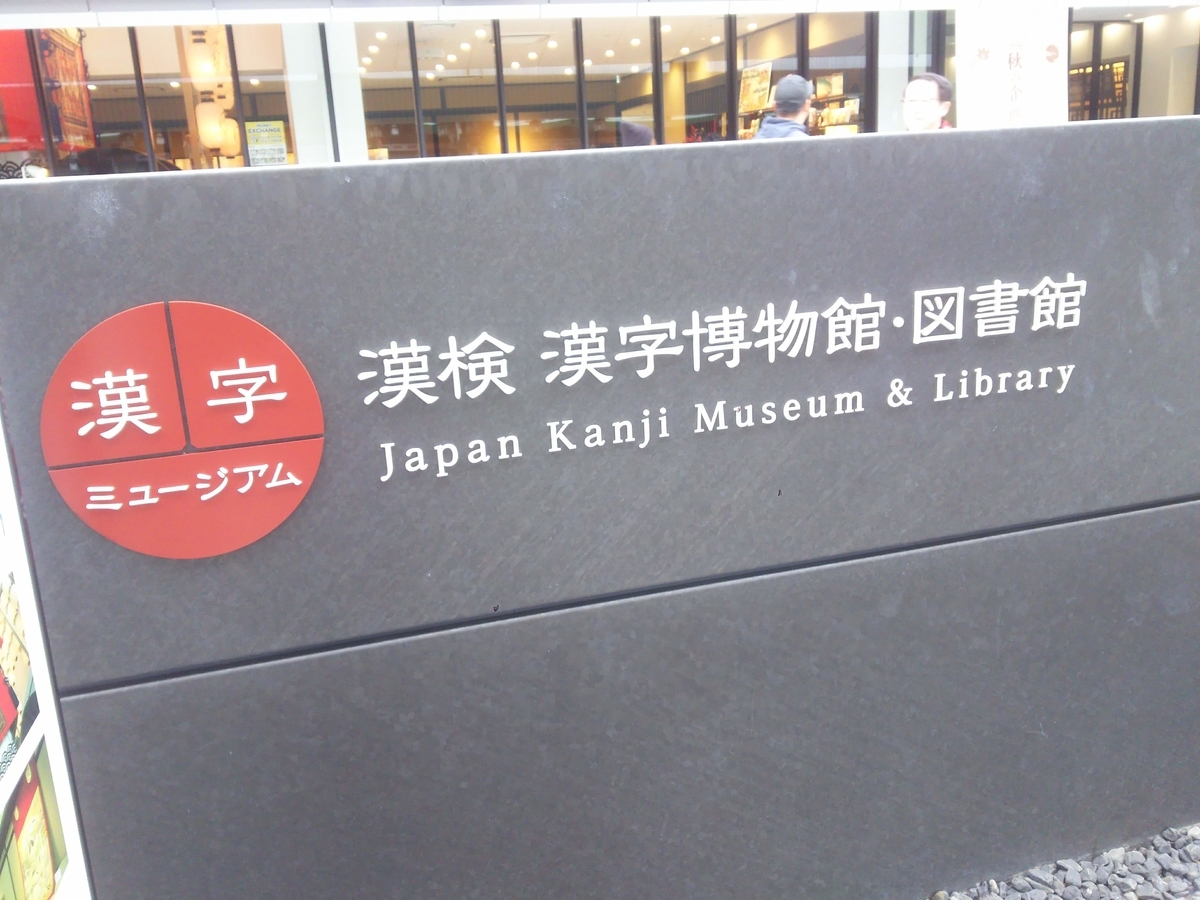 EXCHANGE
漢字
ミュージアム
漢検 漢字博物館・図書館
Japan Kanji Museum & Library